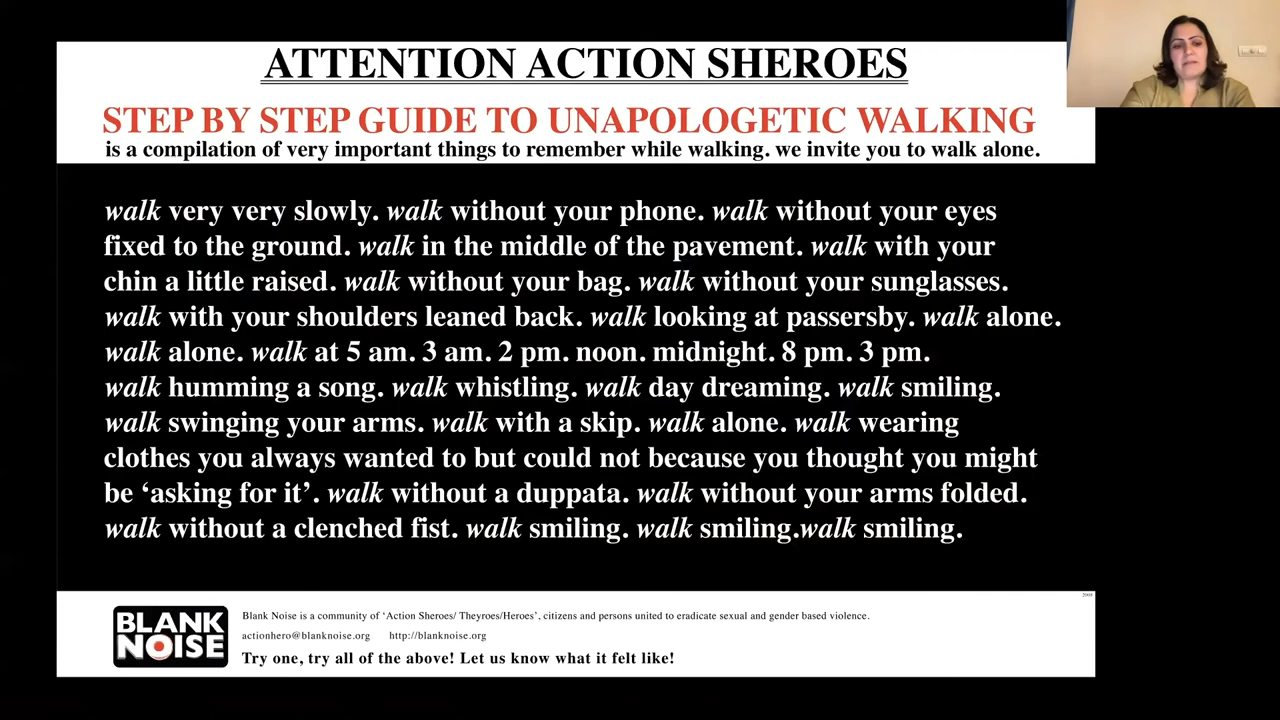 ATTENTION ACTION SHEROES
STEP BY STEP GUIDE TO UNAPOLOGETIC WALKING
is a compilation of very important things to remember while walking. we invite you to walk alone.
walk very very slowly. walk without your phone. walk without your eyes
fixed to the ground. walk in the middle of the pavement. walk with your
chin a little raised. walk without your bag. walk without your sunglasses.
walk with your shoulders leaned back. walk looking at passersby. walk alone.
walk alone. walk at 5 am. 3 am. 2 pm. noon. midnight. 8 pm. 3 pm.
walk humming a song. walk whistling. walk day dreaming. walk smiling.
walk swinging your arms. walk with a skip. walk alone. walk wearing
clothes you always wanted to but could not because you thought you might
be ‘asking for it’. walk without a duppata. walk without your arms folded.
walk without a clenched fist. walk smiling. walk smiling.walk smiling.
2008
BLANK
NOISE
Blank Noise is a community of ‘Action Sheroes/ Theyroes/Heroes’, citizens and persons united to eradicate sexual and gender based violence.
actionhero@blanknoise.org http://blanknoise.org
Try one, try all of the above! Let us know what it felt like!